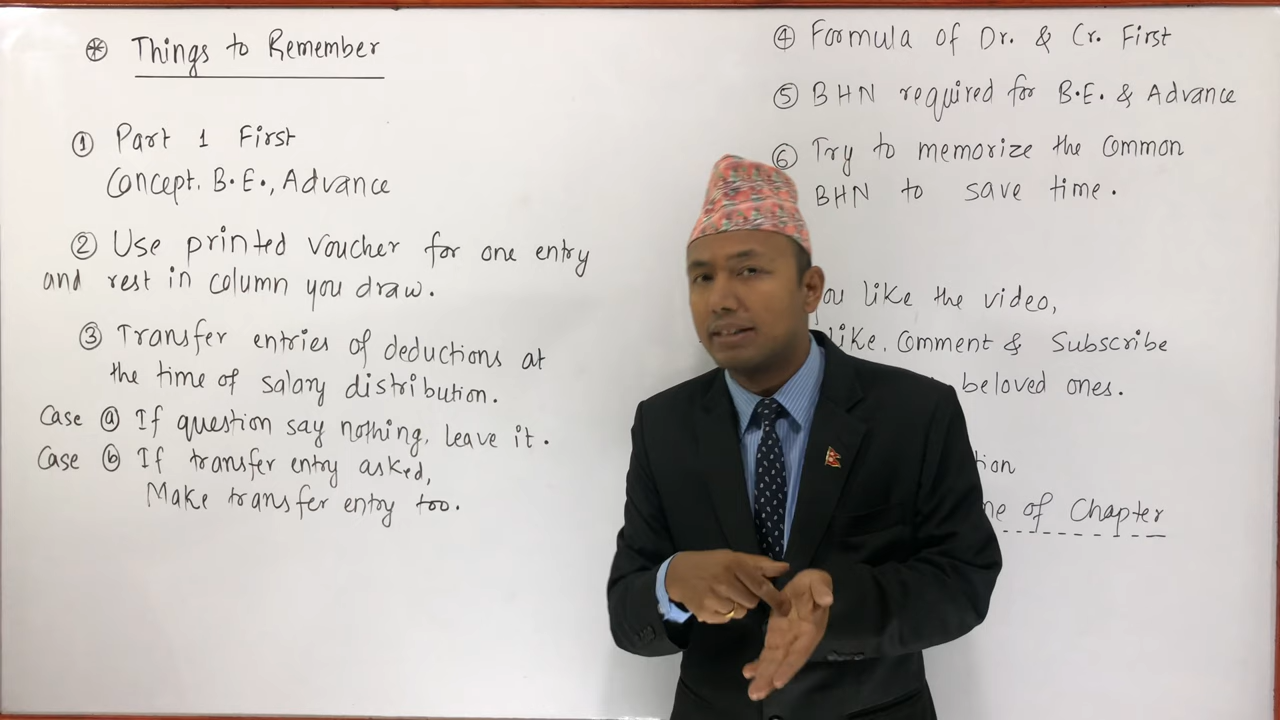 ⊛ Things to Remember
① Part 1 First
Concept, B.E., Advance
② Use printed voucher for one entry
and rest in column you draw.
③ Transfer entries of deductions at
the time of salary distribution.
Case ⓐ If question say nothing, leave it.
Case ⓑ If transfer entry asked,
Make transfer entry too.
④ Formula of Dr. & Cr. First
⑤ BHN required for B.E. & Advance
⑥ Try to memorize the Common
BHN to save time.
you like the video,
like, Comment & Subscribe
beloved ones.
of Chapter